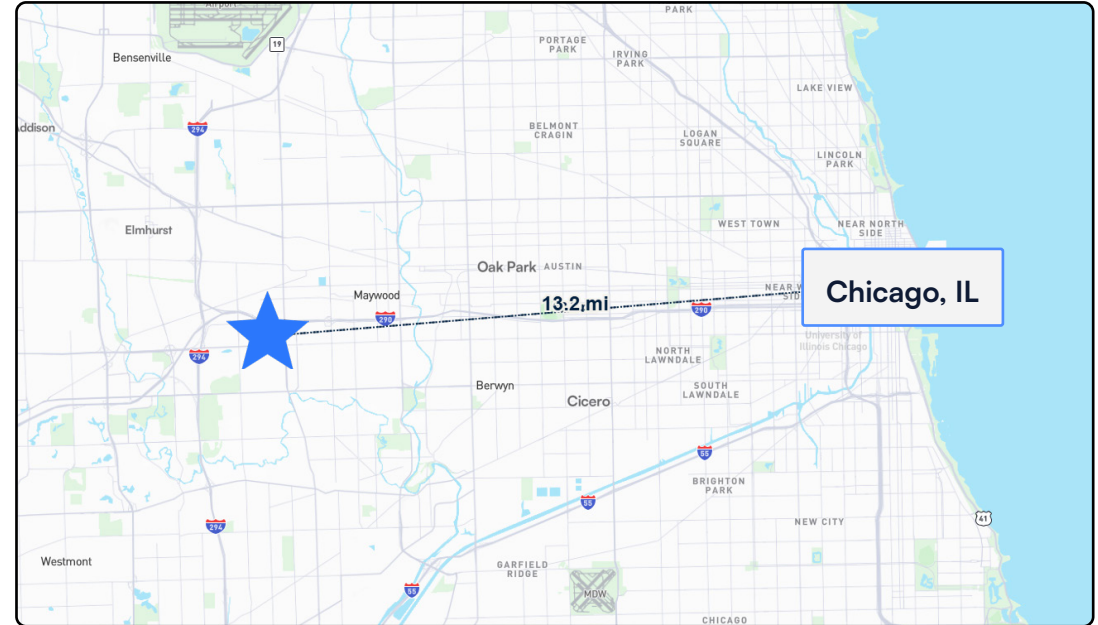 Airport
PARK
19
Bensenville
PORTAGE
PARK
IRVING
PARK
LAKE VIEW
ddison
294
BELMONT
CRAGIN
LOGAN
SQUARE
LINCOLN
PARK
Elmhurst
WEST TOWN
NEAR NORTH
SIDE
Oak Park
AUSTIN
Maywood
13.2 mi
NEAR W
SID
Chicago, IL
290
290
294
University of
Illinois Chicago
NORTH
LAWNDALE
Berwyn
SOUTH
LAWNDALE
Cicero
55
BRIGHTON
PARK
55
294
NEW CITY
41
Westmont
GARFIELD
RIDGE
55
MDW
CHICAGO